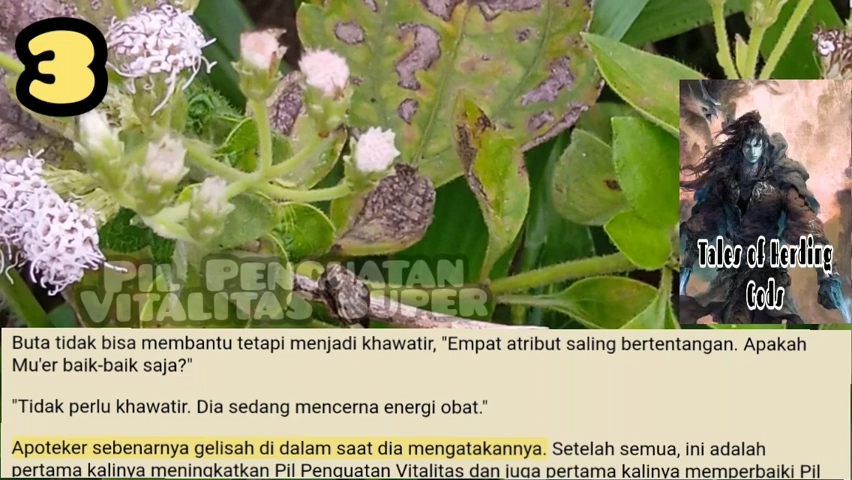 3
Tales of Herding
Gods
Pil Penguatan
Vitalitas Super
Buta tidak bisa membantu tetapi menjadi khawatir, "Empat atribut saling bertentangan. Apakah
Mu'er baik-baik saja?"
"Tidak perlu khawatir. Dia sedang mencerna energi obat."
Apoteker sebenarnya gelisah di dalam saat dia mengatakannya. Setelah semua, ini adalah
pertama kalinya meningkatkan Pil Penguatan Vitalitas dan juga pertama kalinya memperbaiki Pil